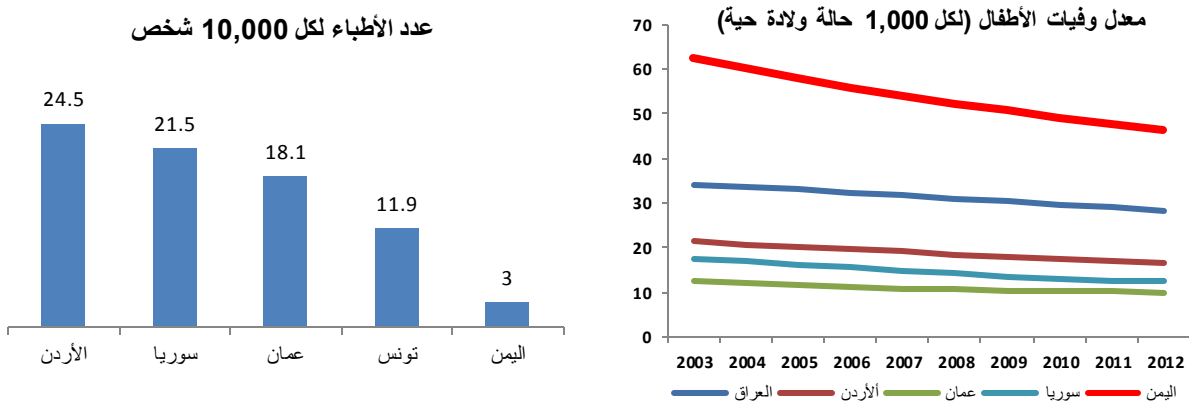 عدد الأطباء لكل 10,000 شخص
24.5
21.5
18.1
11.9
3
الأردن
سوريا
عمان
تونس
اليمن
معدل وفيات الأطفال (لكل 1,000 حالة ولادة حية)
70
60
50
40
30
20
10
0
2003 2004 2005 2006 2007 2008 2009 2010 2011 2012
العراق ألأردن عمان سوريا اليمن